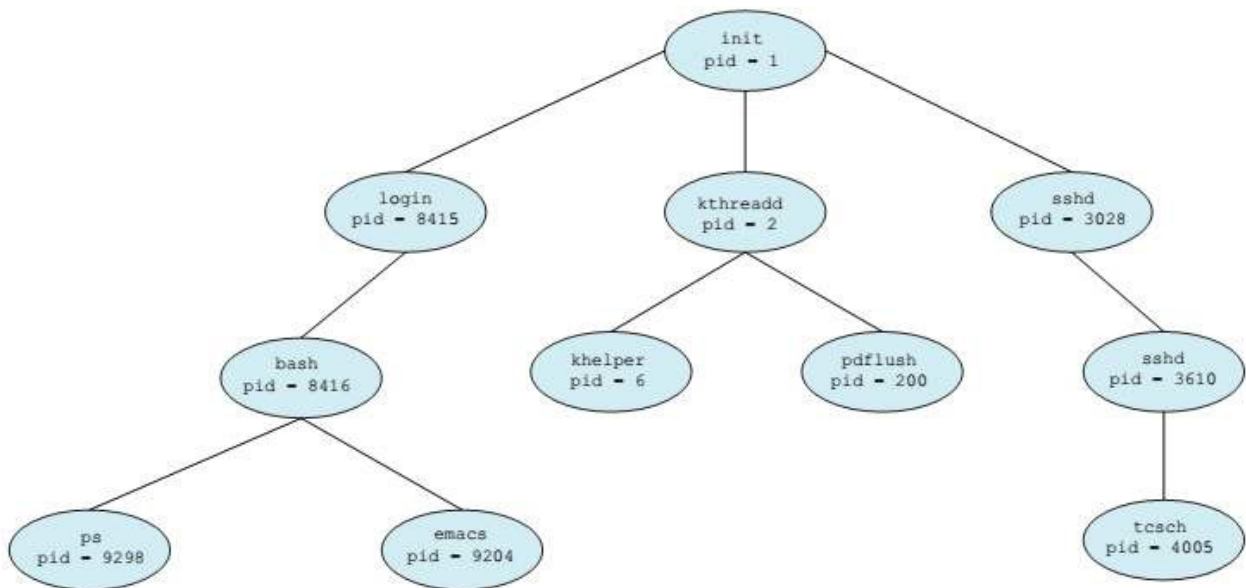 init
pid = 1
login
pid = 8415
kthreadd
pid = 2
sshd
pid = 3028
bash
pid = 8416
khelper
pid = 6
pdflush
pid = 200
sshd
pid = 3610
ps
pid = 9298
emacs
pid = 9204
tcsch
pid = 4005